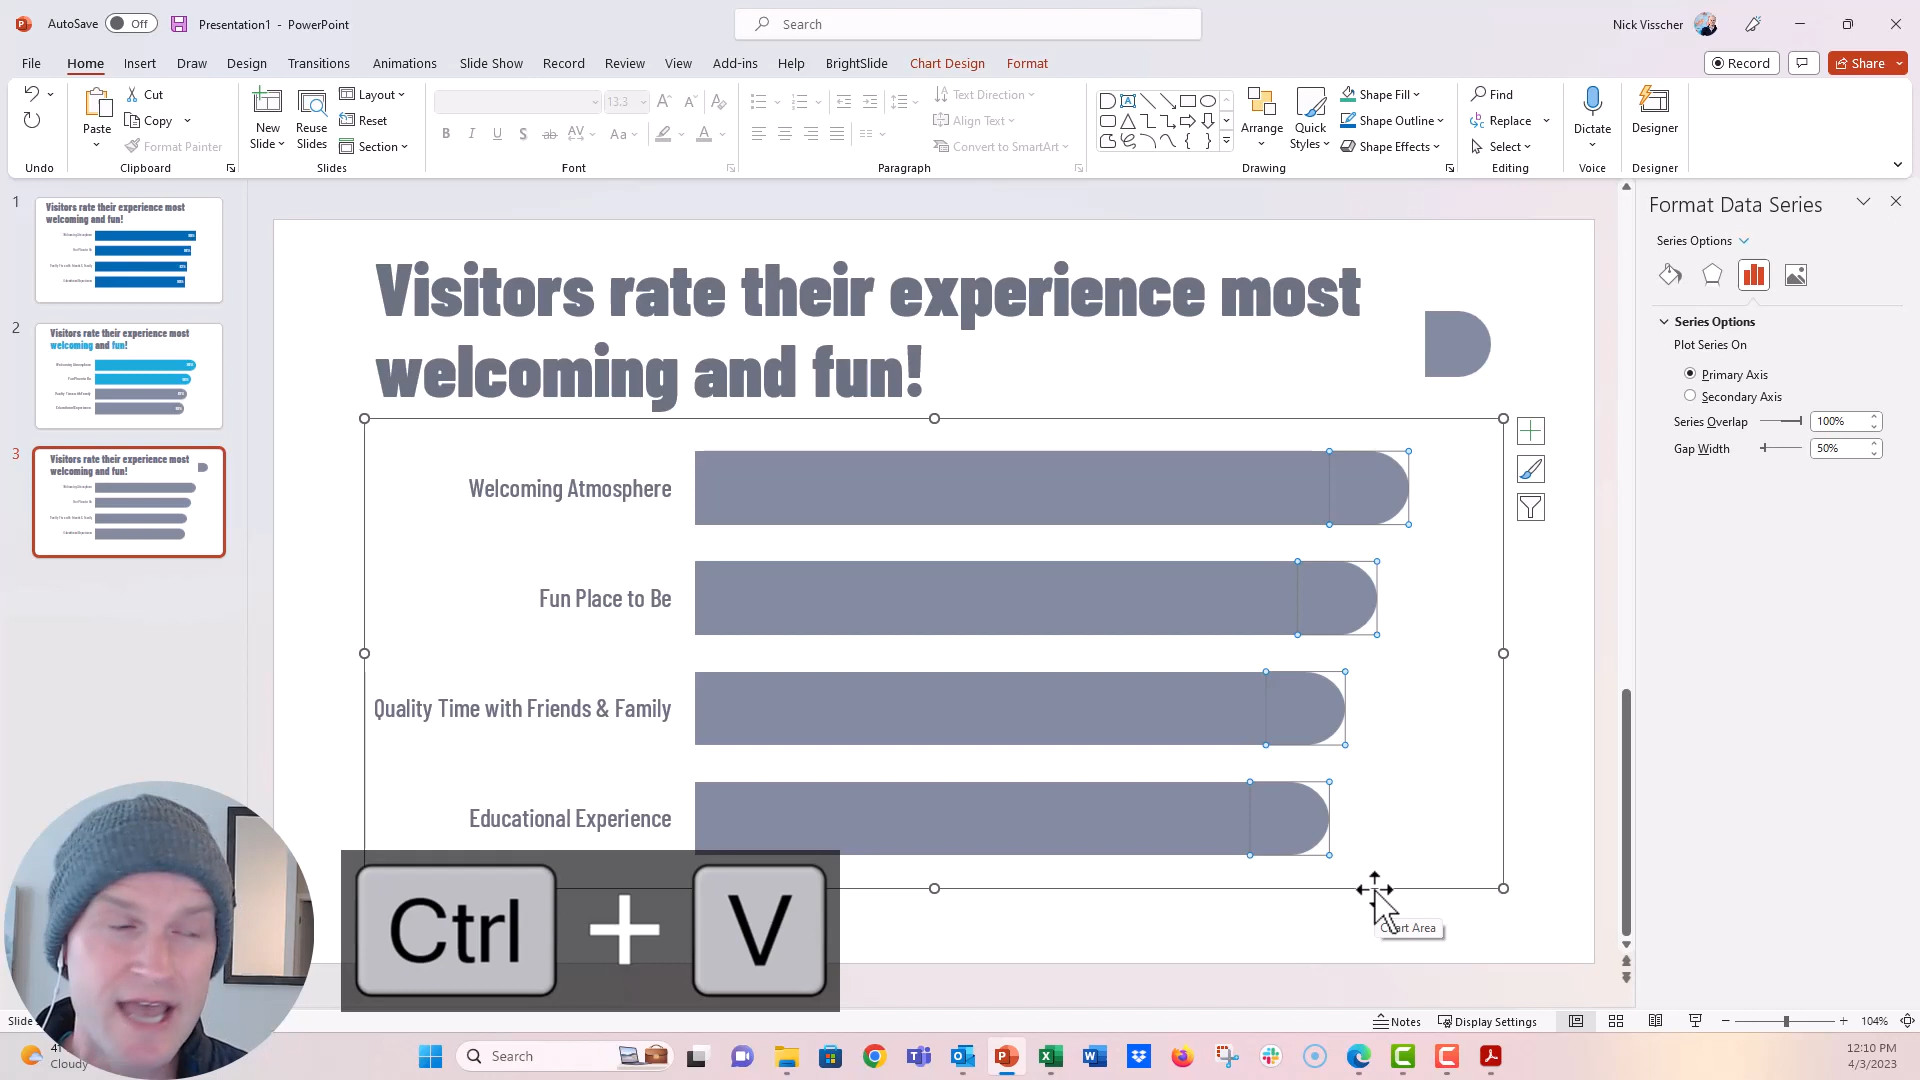 AutoSave Off Presentation1 - PowerPoint Search Nick Visscher
File Home Insert Draw Design Transitions Animations Slide Show Record Review View Add-ins Help BrightSlide Chart Design Format Record Share
Paste Cut Copy Format Painter
New Slide Reuse Slides Layout Reset Section
13.3
Text Direction Align Text Convert to SmartArt
Arrange Quick Styles Shape Fill Shape Outline Shape Effects
Find Replace Select
Dictate Designer
Undo Clipboard Slides Font Paragraph Drawing Editing Voice Designer
1
Visitors rate their experience most
welcoming and fun!
2
Visitors rate their experience most
welcoming and fun!
3
Visitors rate their experience most
welcoming and fun!
Visitors rate their experience most
welcoming and fun!
Welcoming Atmosphere
Fun Place to Be
Quality Time with Friends & Family
Educational Experience
Ctrl + V
Chart Area
Format Data Series
Series Options
Series Options
Plot Series On
Primary Axis
Secondary Axis
Series Overlap 100%
Gap Width 50%
Slide
Notes Display Settings 104%
Cloudy
Search
12:10 PM
4/3/2023